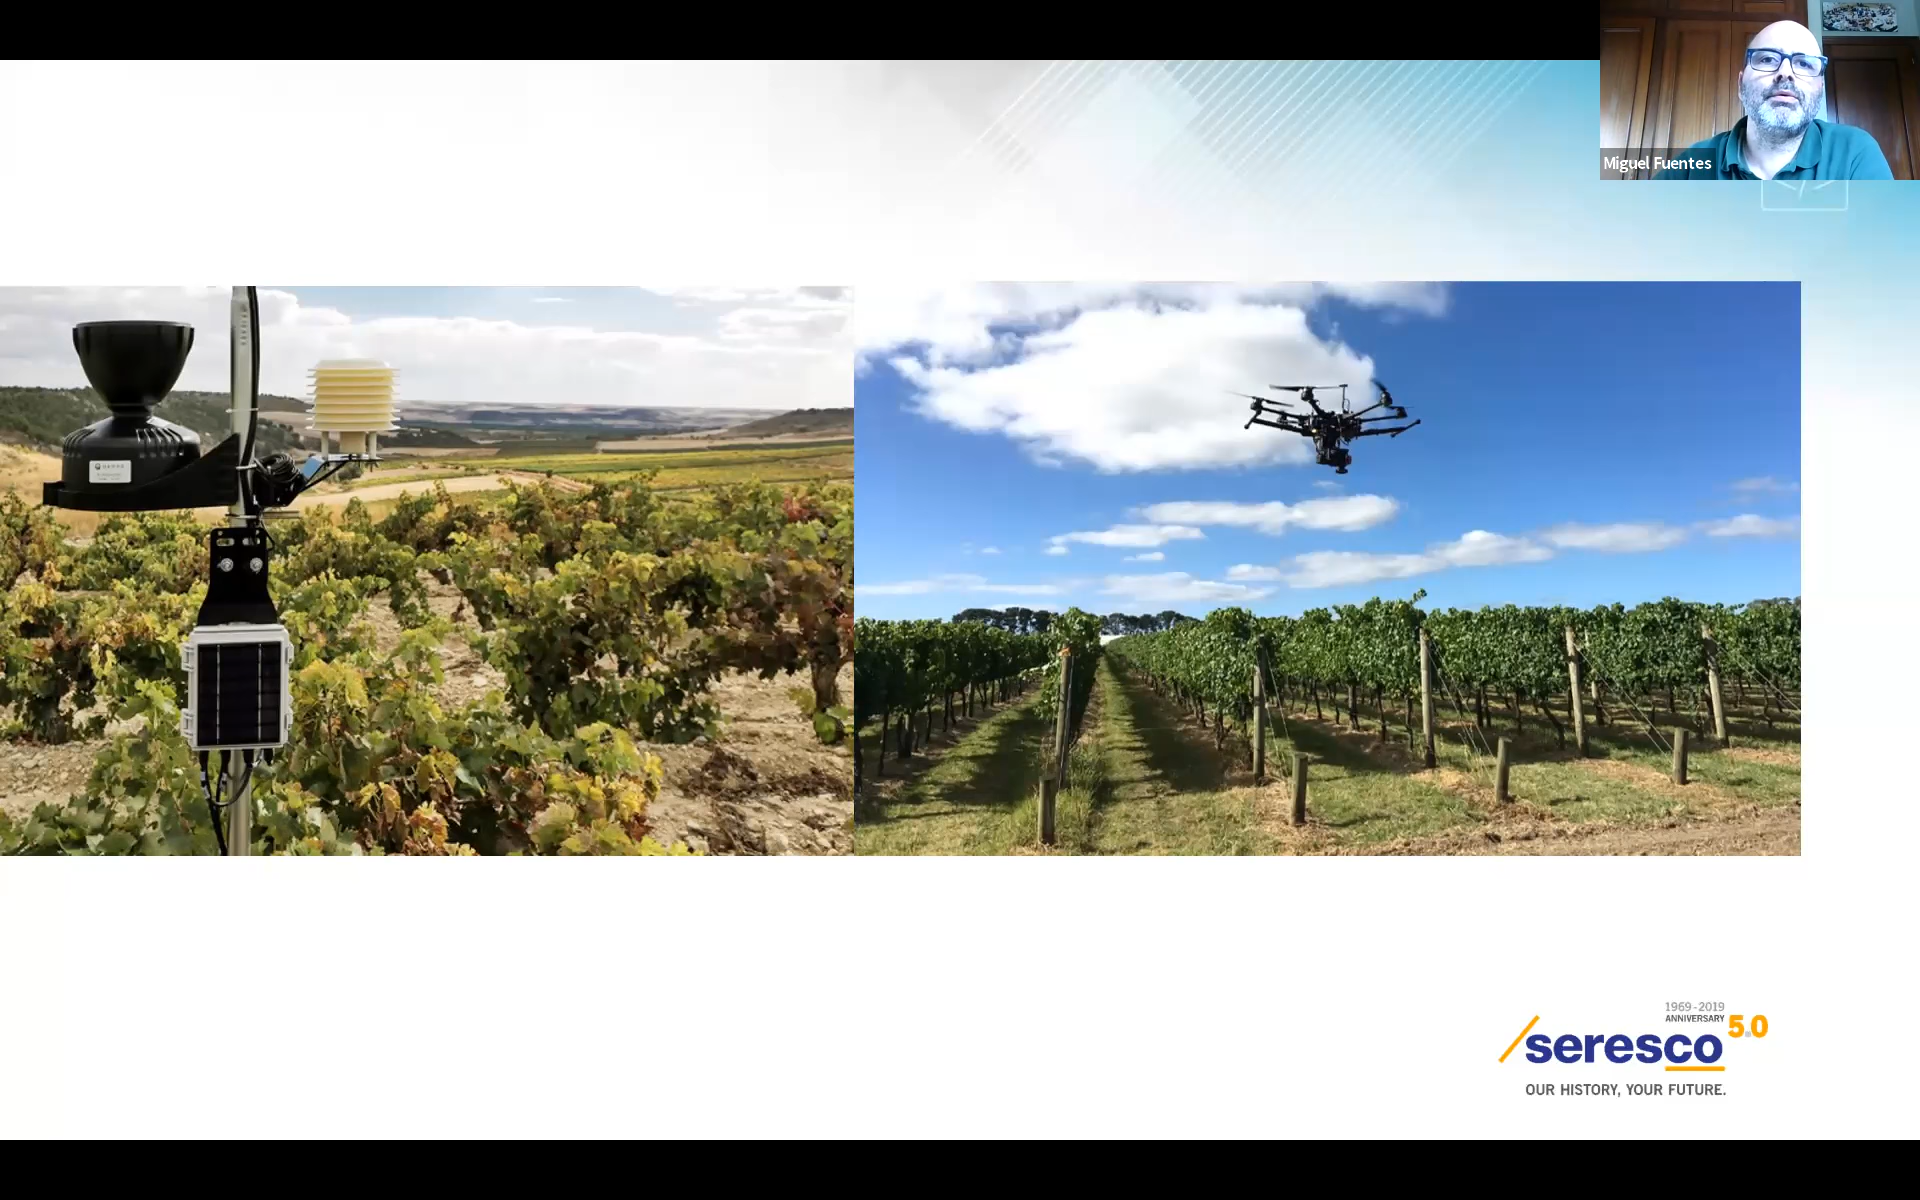 Miguel Fuentes
1969-2019
ANNIVERSARY
5.0
seresco
OUR HISTORY, YOUR FUTURE.